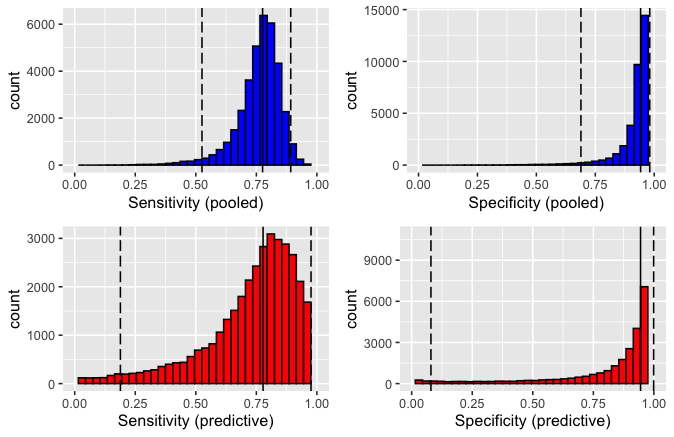 6000
4000
2000
0
count
0.00 0.25 0.50 0.75 1.00
Sensitivity (pooled)
15000
10000
5000
0
count
0.00 0.25 0.50 0.75 1.00
Specificity (pooled)
3000
2000
1000
0
count
0.00 0.25 0.50 0.75 1.00
Sensitivity (predictive)
9000
6000
3000
0
count
0.00 0.25 0.50 0.75 1.00
Specificity (predictive)